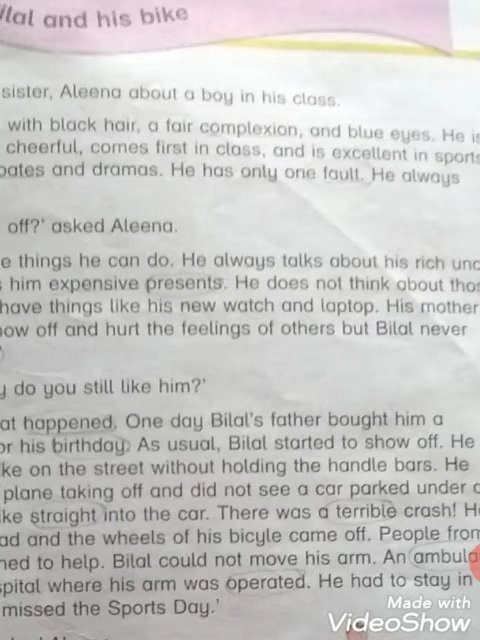 ilal and his bike
sister, Aleena about a boy in his class.
with black hair, a fair complexion, and blue eyes. He is
cheerful, comes first in class, and is excellent in sports
bates and dramas. He has only one fault. He always
off?' asked Aleena.
e things he can do. He always talks about his rich unc
s him expensive presents. He does not think about thos
have things like his new watch and laptop. His mother
how off and hurt the feelings of others but Bilal never
y do you still like him?'
at happened. One day Bilal's father bought him a
or his birthday. As usual, Bilal started to show off. He
ke on the street without holding the handle bars. He
plane taking off and did not see a car parked under a
ike straight into the car. There was a terrible crash! H
ad and the wheels of his bicyle came off. People from
hed to help. Bilal could not move his arm. An ambula
spital where his arm was operated. He had to stay in
missed the Sports Day.'
Made with
VideoShow